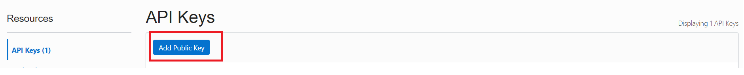 Resources
API Keys
Displaying 1 API Keys
API Keys (1)
Add Public Key